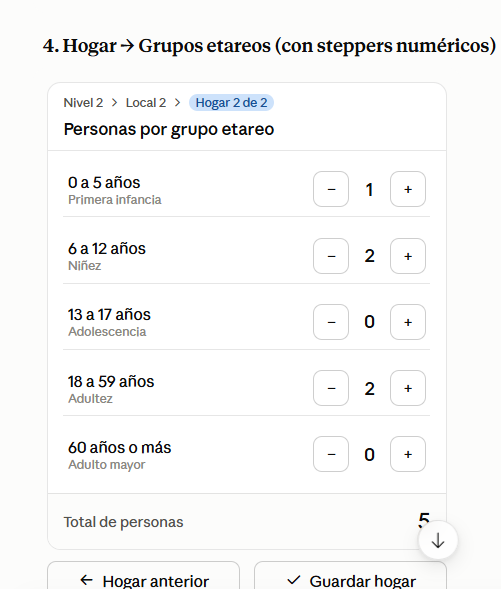 4. Hogar → Grupos etareos (con steppers numéricos)
Nivel 2 > Local 2 > Hogar 2 de 2
Personas por grupo etareo
0 a 5 años
Primera infancia
− 1 +
6 a 12 años
Niñez
− 2 +
13 a 17 años
Adolescencia
− 0 +
18 a 59 años
Adultez
− 2 +
60 años o más
Adulto mayor
− 0 +
Total de personas 5
← Hogar anterior
✓ Guardar hogar